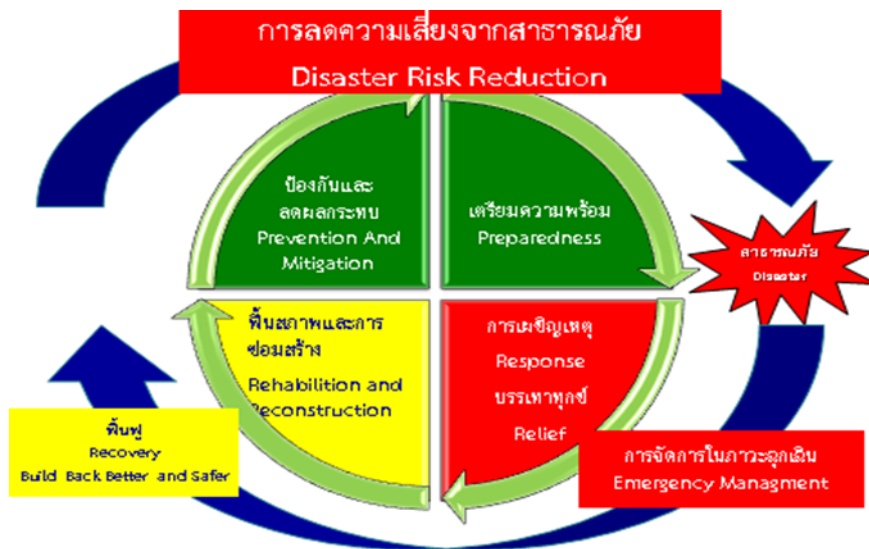 การลดความเสี่ยงจากสาธารณภัย
Disaster Risk Reduction
ป้องกันและ
ลดผลกระทบ
Prevention And
Mitigation
เตรียมความพร้อม
Preparedness
สาธารณภัย
Disaster
ฟื้นสภาพและการ
ซ่อมสร้าง
Rehabilition and
Reconstruction
การเผชิญเหตุ
Response
บรรเทาทุกข์
Relief
ฟื้นฟู
Recovery
Build Back Better and Safer
การจัดการในภาวะฉุกเฉิน
Emergency Managment